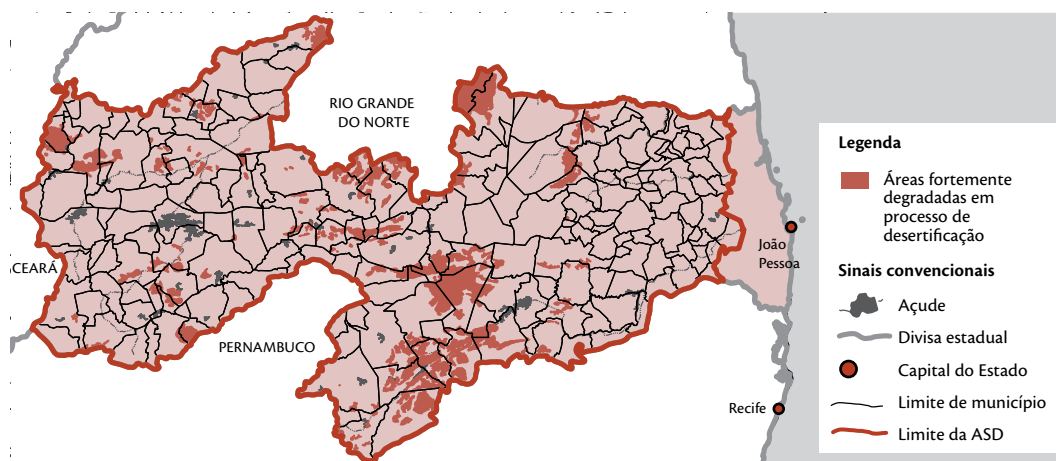 RIO GRANDE
DO NORTE
CEARÁ
PERNAMBUCO
João
Pessoa
Recife
Legenda
Áreas fortemente
degradadas em
processo de
desertificação
Sinais convencionais
Açude
Divisa estadual
Capital do Estado
Limite de município
Limite da ASD